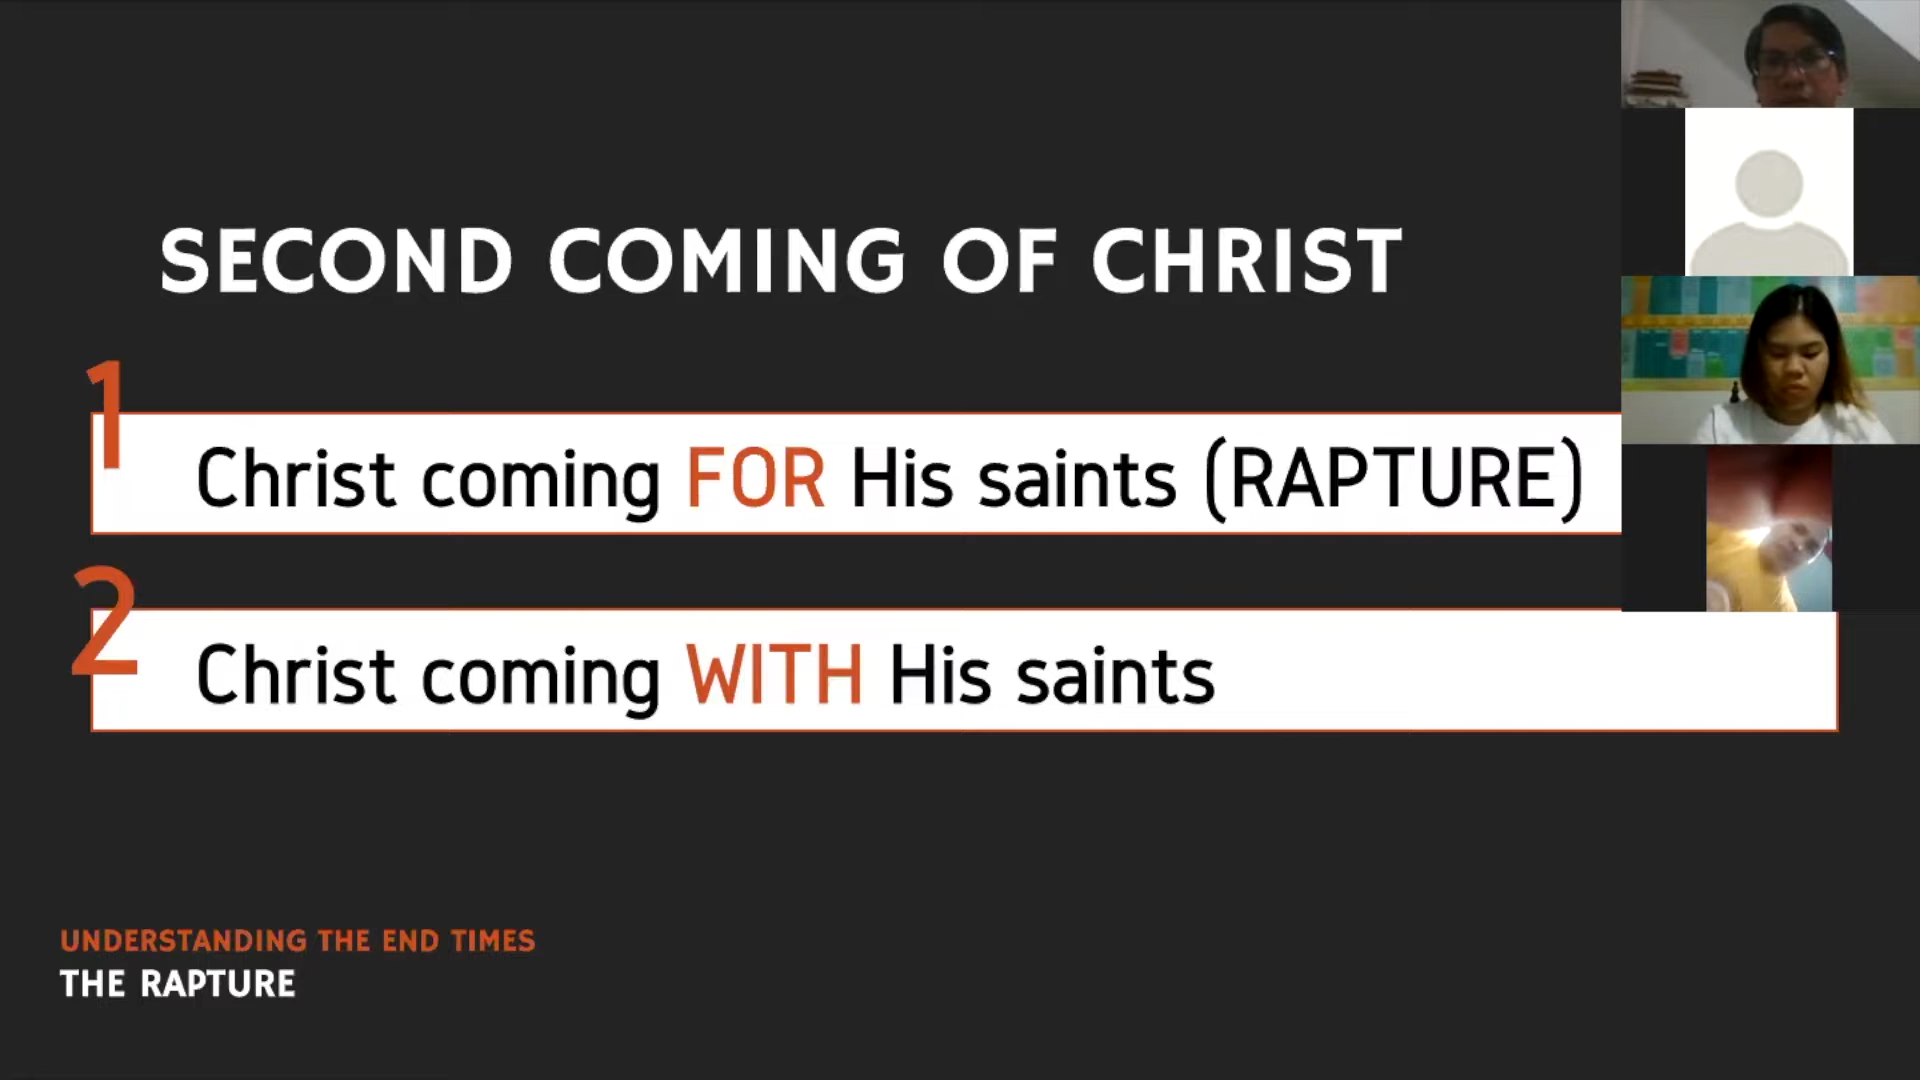 SECOND COMING OF CHRIST
1
Christ coming FOR His saints (RAPTURE)
2
Christ coming WITH His saints
UNDERSTANDING THE END TIMES
THE RAPTURE